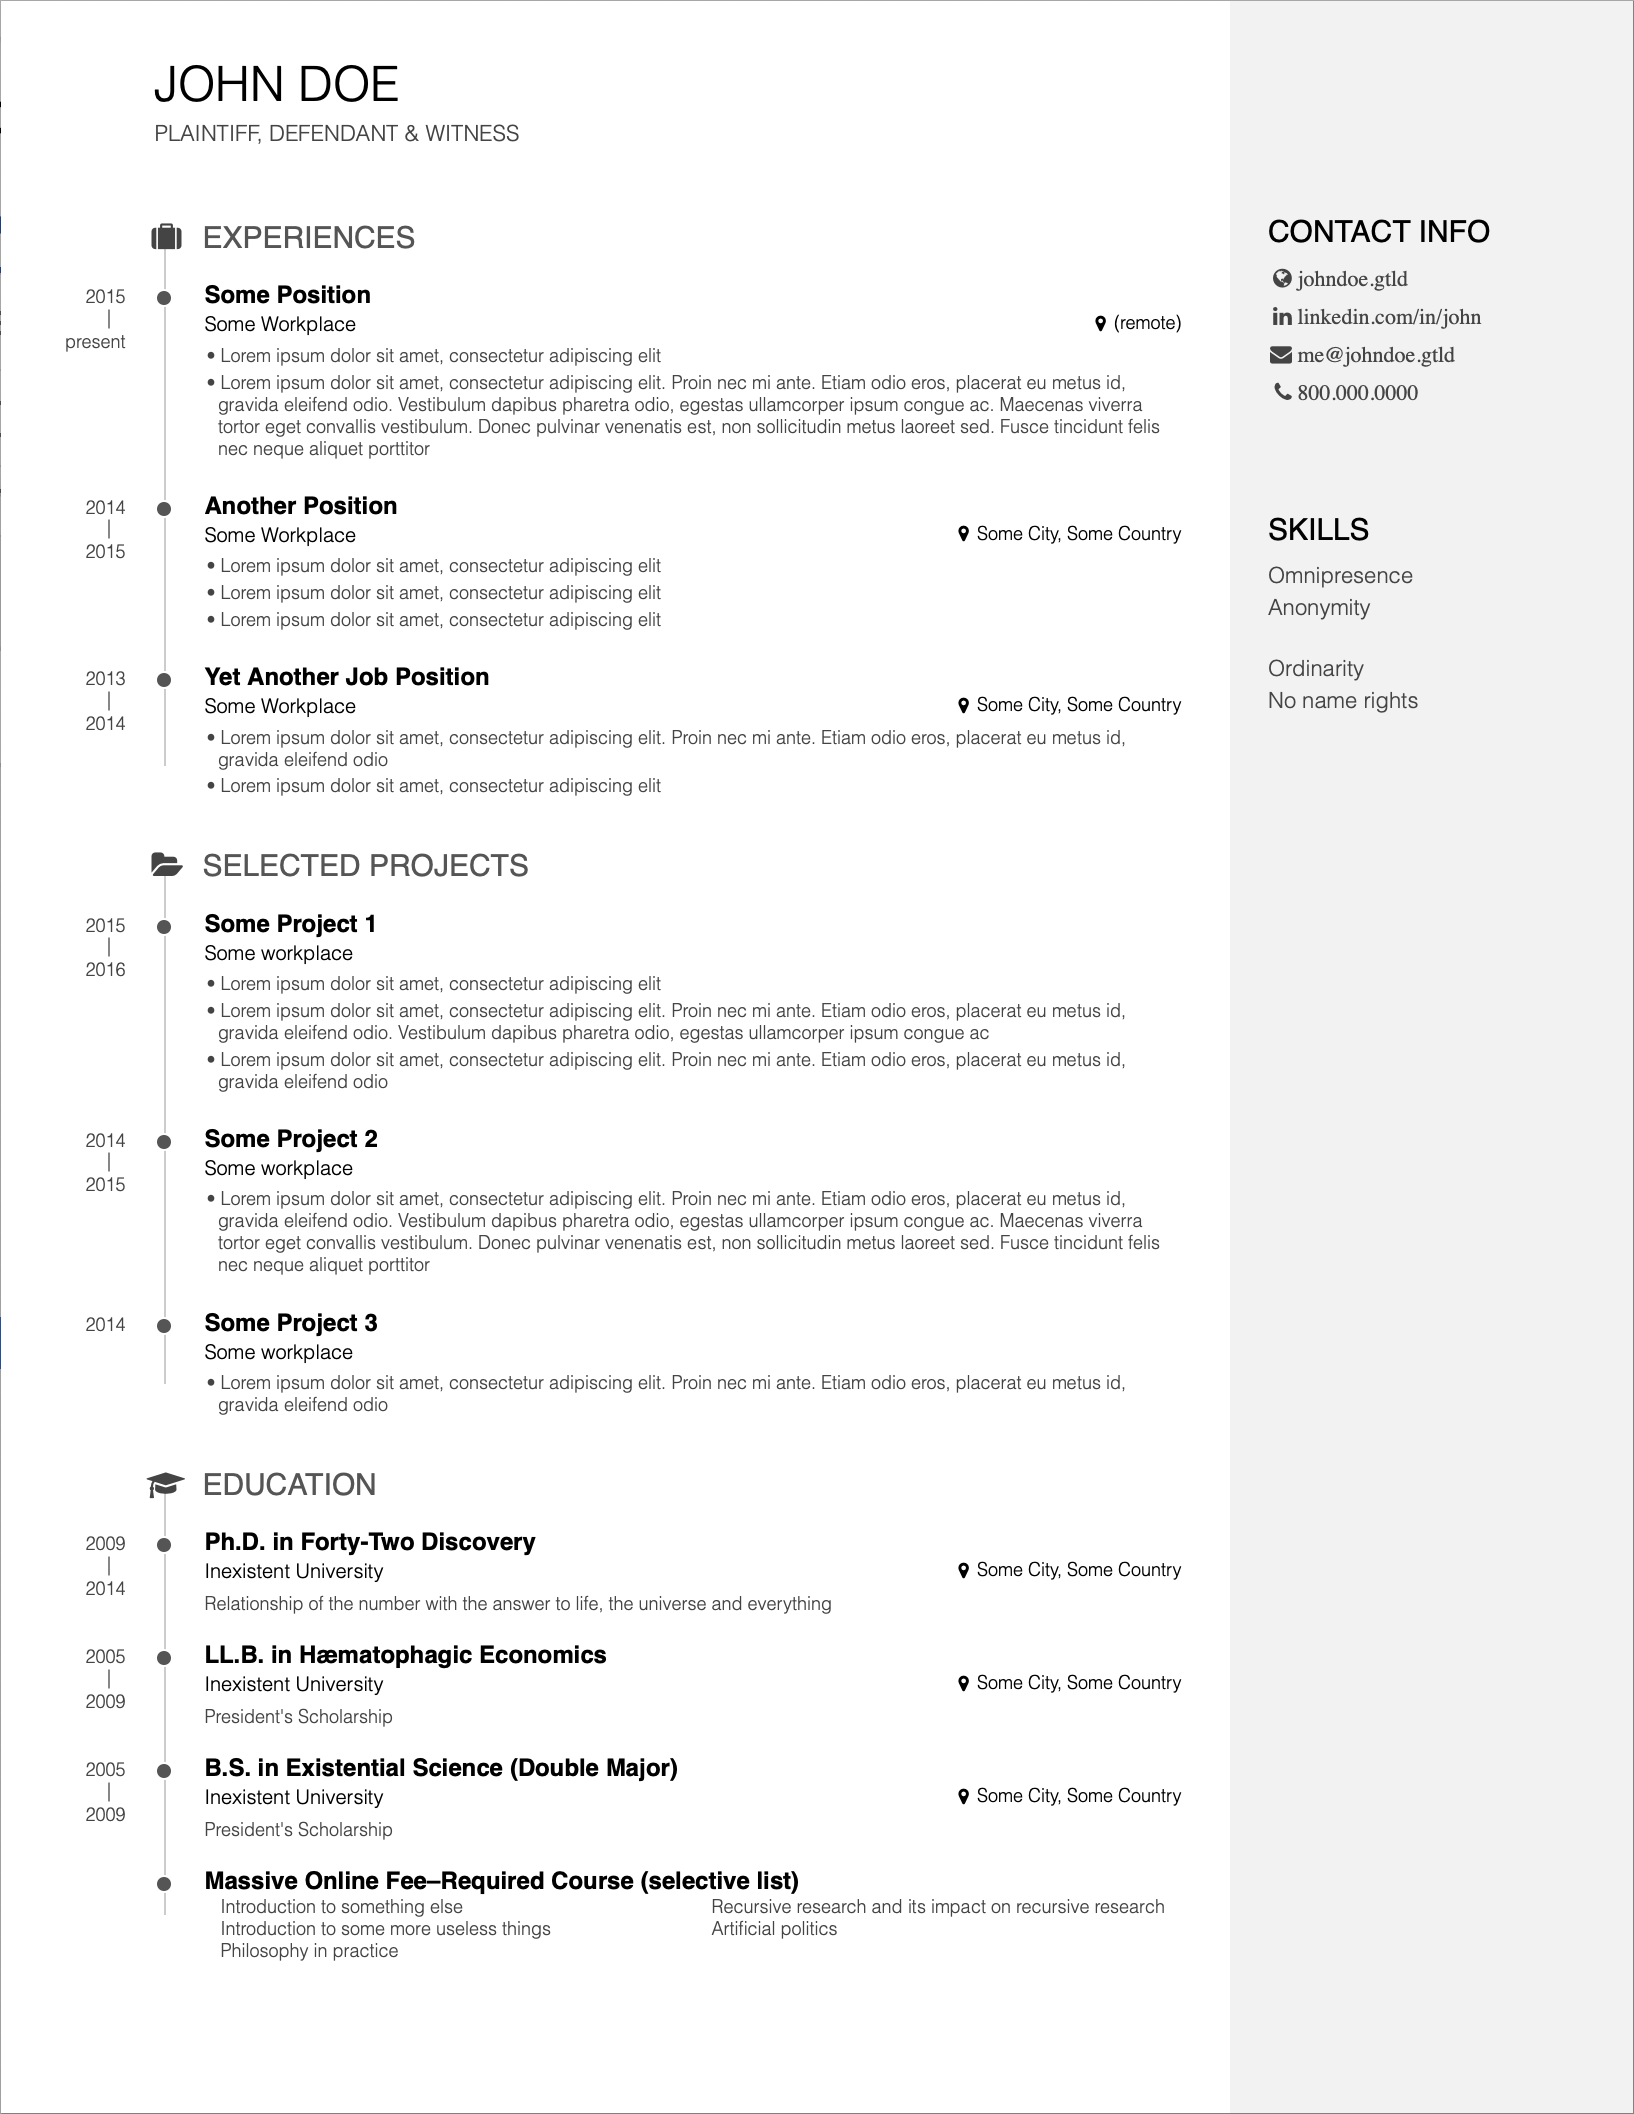 JOHN DOE
PLAINTIFF, DEFENDANT & WITNESS
EXPERIENCES
2015
present
Some Position
Some Workplace
(remote)
• Lorem ipsum dolor sit amet, consectetur adipiscing elit
• Lorem ipsum dolor sit amet, consectetur adipiscing elit. Proin nec mi ante. Etiam odio eros, placerat eu metus id,
gravida eleifend odio. Vestibulum dapibus pharetra odio, egestas ullamcorper ipsum congue ac. Maecenas viverra
tortor eget convallis vestibulum. Donec pulvinar venenatis est, non sollicitudin metus laoreet sed. Fusce tincidunt felis
nec neque aliquet porttitor
2014
2015
Another Position
Some Workplace
Some City, Some Country
• Lorem ipsum dolor sit amet, consectetur adipiscing elit
• Lorem ipsum dolor sit amet, consectetur adipiscing elit
• Lorem ipsum dolor sit amet, consectetur adipiscing elit
2013
2014
Yet Another Job Position
Some Workplace
Some City, Some Country
• Lorem ipsum dolor sit amet, consectetur adipiscing elit. Proin nec mi ante. Etiam odio eros, placerat eu metus id,
gravida eleifend odio
• Lorem ipsum dolor sit amet, consectetur adipiscing elit
SELECTED PROJECTS
2015
2016
Some Project 1
Some workplace
• Lorem ipsum dolor sit amet, consectetur adipiscing elit
• Lorem ipsum dolor sit amet, consectetur adipiscing elit. Proin nec mi ante. Etiam odio eros, placerat eu metus id,
gravida eleifend odio. Vestibulum dapibus pharetra odio, egestas ullamcorper ipsum congue ac
• Lorem ipsum dolor sit amet, consectetur adipiscing elit. Proin nec mi ante. Etiam odio eros, placerat eu metus id,
gravida eleifend odio
2014
2015
Some Project 2
Some workplace
• Lorem ipsum dolor sit amet, consectetur adipiscing elit. Proin nec mi ante. Etiam odio eros, placerat eu metus id,
gravida eleifend odio. Vestibulum dapibus pharetra odio, egestas ullamcorper ipsum congue ac. Maecenas viverra
tortor eget convallis vestibulum. Donec pulvinar venenatis est, non sollicitudin metus laoreet sed. Fusce tincidunt felis
nec neque aliquet porttitor
2014
Some Project 3
Some workplace
• Lorem ipsum dolor sit amet, consectetur adipiscing elit. Proin nec mi ante. Etiam odio eros, placerat eu metus id,
gravida eleifend odio
EDUCATION
2009
2014
Ph.D. in Forty-Two Discovery
Inexistent University
Some City, Some Country
Relationship of the number with the answer to life, the universe and everything
2005
2009
LL.B. in Hæmatophagic Economics
Inexistent University
Some City, Some Country
President's Scholarship
2005
2009
B.S. in Existential Science (Double Major)
Inexistent University
Some City, Some Country
President's Scholarship
Massive Online Fee–Required Course (selective list)
Introduction to something else
Introduction to some more useless things
Philosophy in practice
Recursive research and its impact on recursive research
Artificial politics
CONTACT INFO
johndoe.gtld
linkedin.com/in/john
me@johndoe.gtld
800.000.0000
SKILLS
Omnipresence
Anonymity
Ordinarity
No name rights